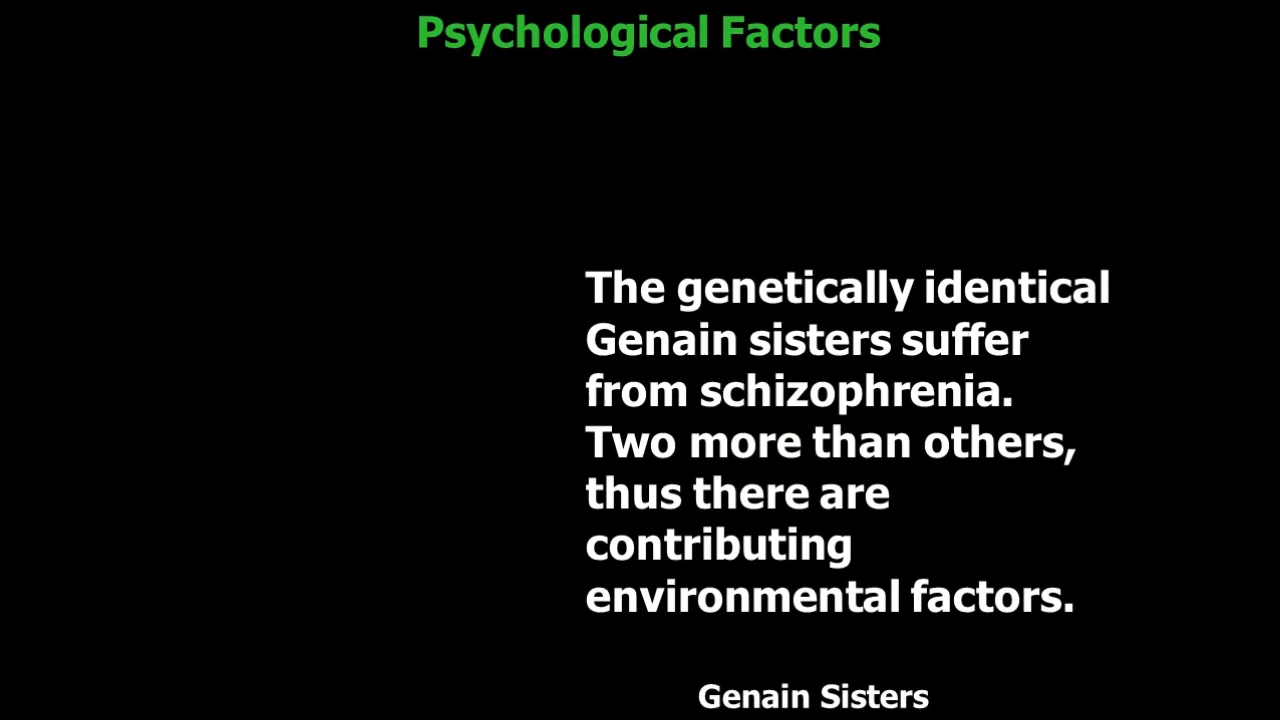 Psychological Factors
The genetically identical
Genain sisters suffer
from schizophrenia.
Two more than others,
thus there are
contributing
environmental factors.
Genain Sisters